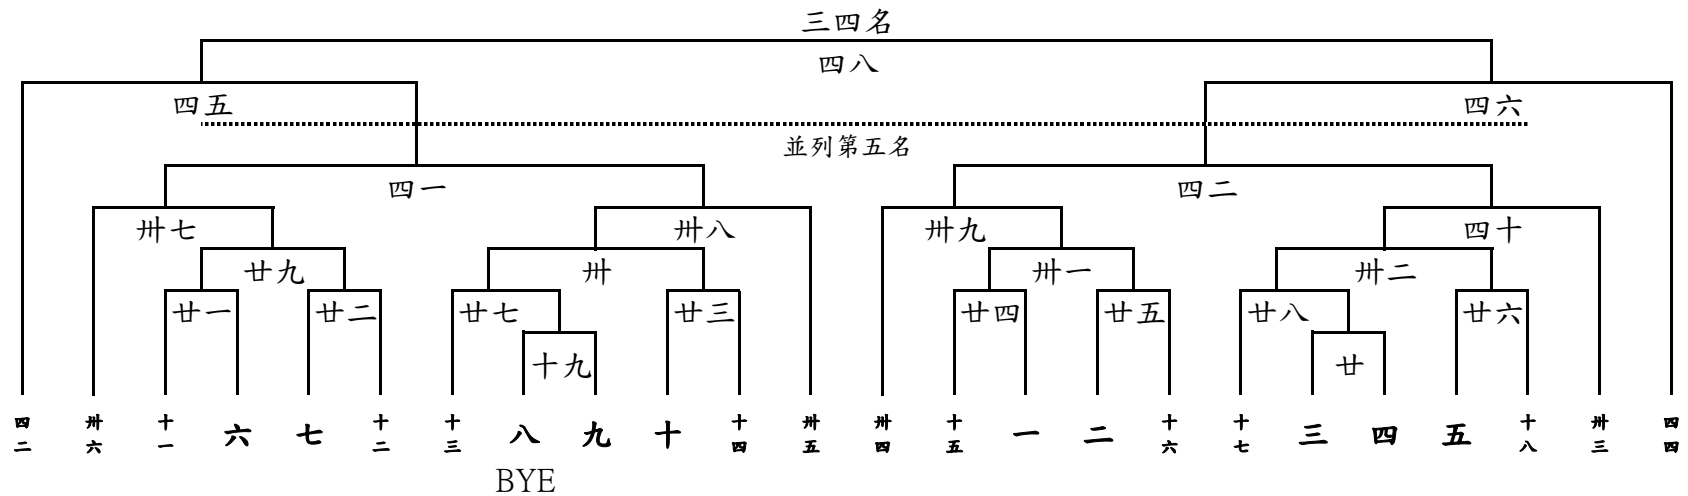 三四名
四八
四五 四六
並列第五名
四一 四二
卅七 卅八 卅九 四十
廿九 卅 卅一 卅二
廿一 廿二 廿七 廿三 廿四 廿五 廿八 廿六
十九 廿
四二 卅六 十一 六 七 十二 十三 八 九 十 十四 卅五 卅四 十五 一 二 十六 十七 三 四 五 十八 卅三 四四
BYE